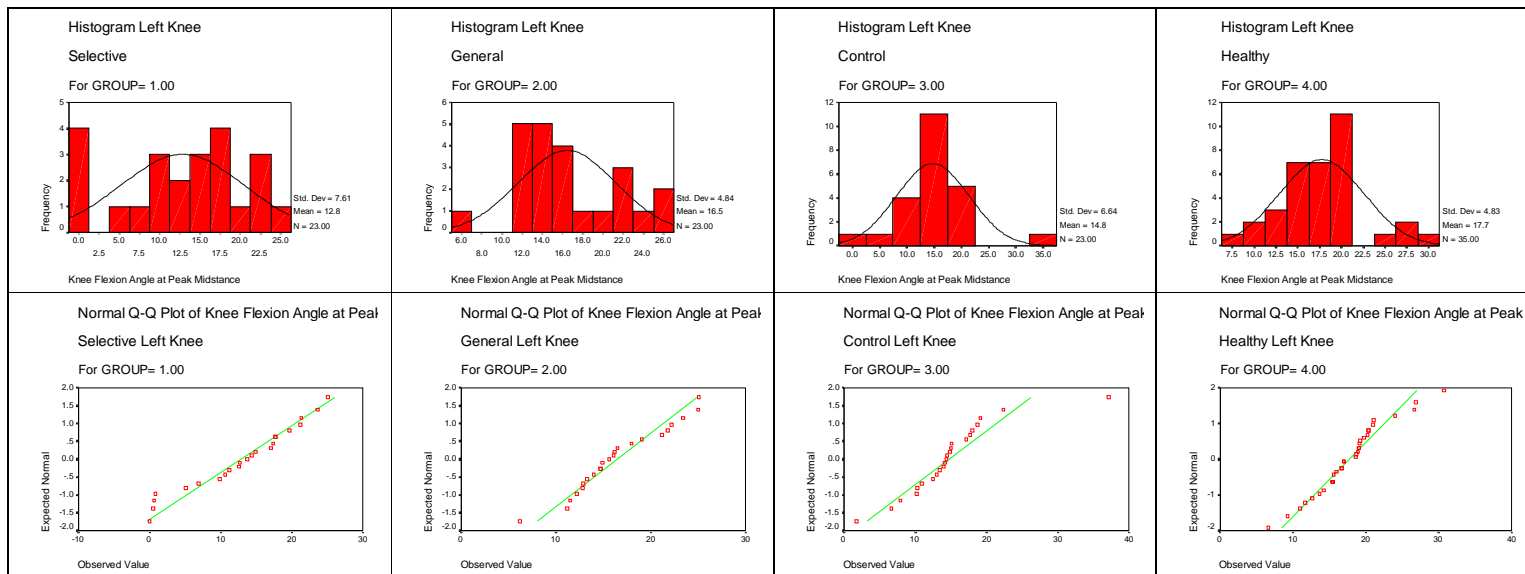 Histogram Left Knee
Selective
For GROUP= 1.00
5
4
3
2
1
0
Frequency
0.0 5.0 10.0 15.0 20.0 25.0
2.5 7.5 12.5 17.5 22.5
Std. Dev = 7.61
Mean = 12.8
N = 23.00
Knee Flexion Angle at Peak Midstance
Histogram Left Knee
General
For GROUP= 2.00
6
5
4
3
2
1
0
Frequency
6.0 10.0 14.0 18.0 22.0 26.0
8.0 12.0 16.0 20.0 24.0
Std. Dev = 4.84
Mean = 16.5
N = 23.00
Knee Flexion Angle at Peak Midstance
Histogram Left Knee
Control
For GROUP= 3.00
12
10
8
6
4
2
0
Frequency
0.0 5.0 10.0 15.0 20.0 25.0 30.0 35.0
Std. Dev = 6.64
Mean = 14.8
N = 23.00
Knee Flexion Angle at Peak Midstance
Histogram Left Knee
Healthy
For GROUP= 4.00
12
10
8
6
4
2
0
Frequency
7.5 10.0 12.5 15.0 17.5 20.0 22.5 25.0 27.5 30.0
Std. Dev = 4.83
Mean = 17.7
N = 35.00
Knee Flexion Angle at Peak Midstance
Normal Q-Q Plot of Knee Flexion Angle at Peak
Selective Left Knee
For GROUP= 1.00
2.0
1.5
1.0
.5
0.0
-.5
-1.0
-1.5
-2.0
Expected Normal
-10 0 10 20 30
Observed Value
Normal Q-Q Plot of Knee Flexion Angle at Peak
General Left Knee
For GROUP= 2.00
2.0
1.5
1.0
.5
0.0
-.5
-1.0
-1.5
-2.0
Expected Normal
0 10 20 30
Observed Value
Normal Q-Q Plot of Knee Flexion Angle at Peak
Control Left Knee
For GROUP= 3.00
2.0
1.5
1.0
.5
0.0
-.5
-1.0
-1.5
-2.0
Expected Normal
0 10 20 30 40
Observed Value
Normal Q-Q Plot of Knee Flexion Angle at Peak
Healthy Left Knee
For GROUP= 4.00
2
1
0
-1
-2
Expected Normal
0 10 20 30 40
Observed Value